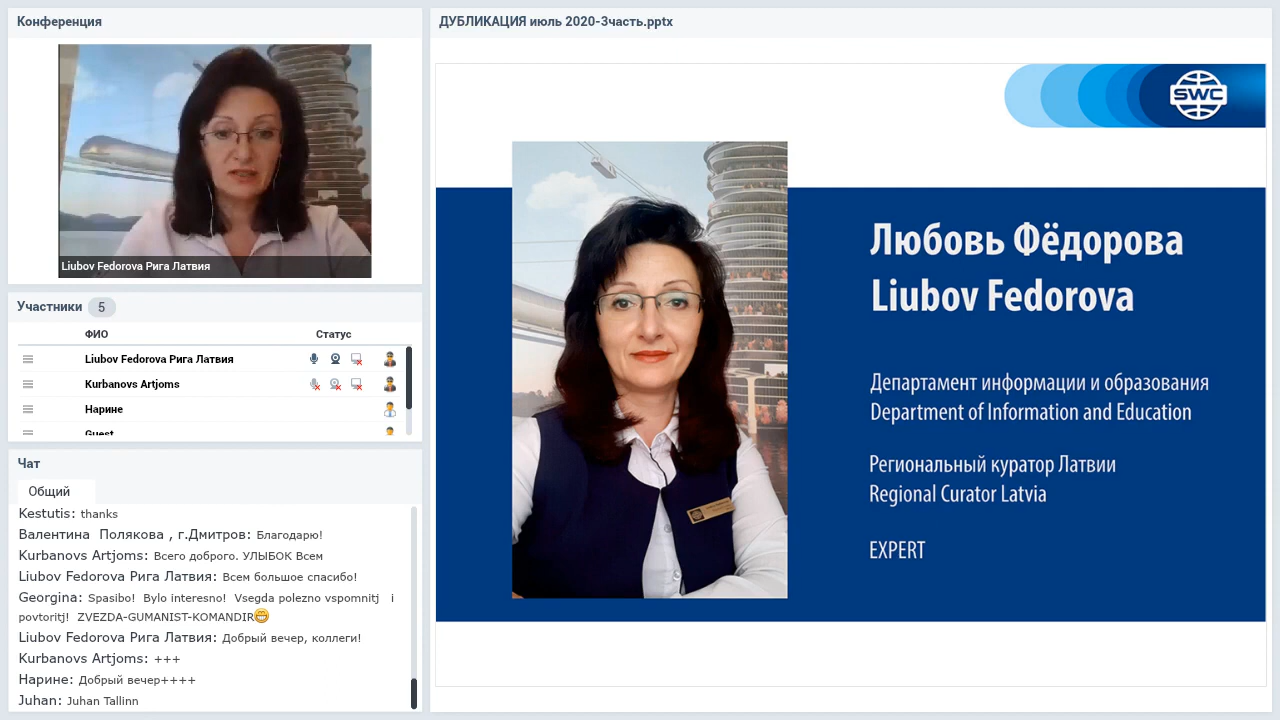 Конференция
Liubov Fedorova Рига Латвия
Участники 5
ФИО Статус
Liubov Fedorova Рига Латвия
Kurbanovs Artjoms
Нарине
Guest
Чат
Общий
Kestutis: thanks
Валентина Полякова , г.Дмитров: Благодарю!
Kurbanovs Artjoms: Всего доброго. УЛЫБОК Всем
Liubov Fedorova Рига Латвия: Всем большое спасибо!
Georgina: Spasibo! Bylo interesno! Vsegda polezno vspomnitj i
povtoritj! ZVEZDA-GUMANIST-KOMANDIR
Liubov Fedorova Рига Латвия: Добрый вечер, коллеги!
Kurbanovs Artjoms: +++
Нарине: Добрый вечер++++
Juhan: Juhan Tallinn
ДУБЛИКАЦИЯ июль 2020-3часть.pptx
SWC
Любовь Фёдорова
Liubov Fedorova
Департамент информации и образования
Department of Information and Education
Региональный куратор Латвии
Regional Curator Latvia
EXPERT